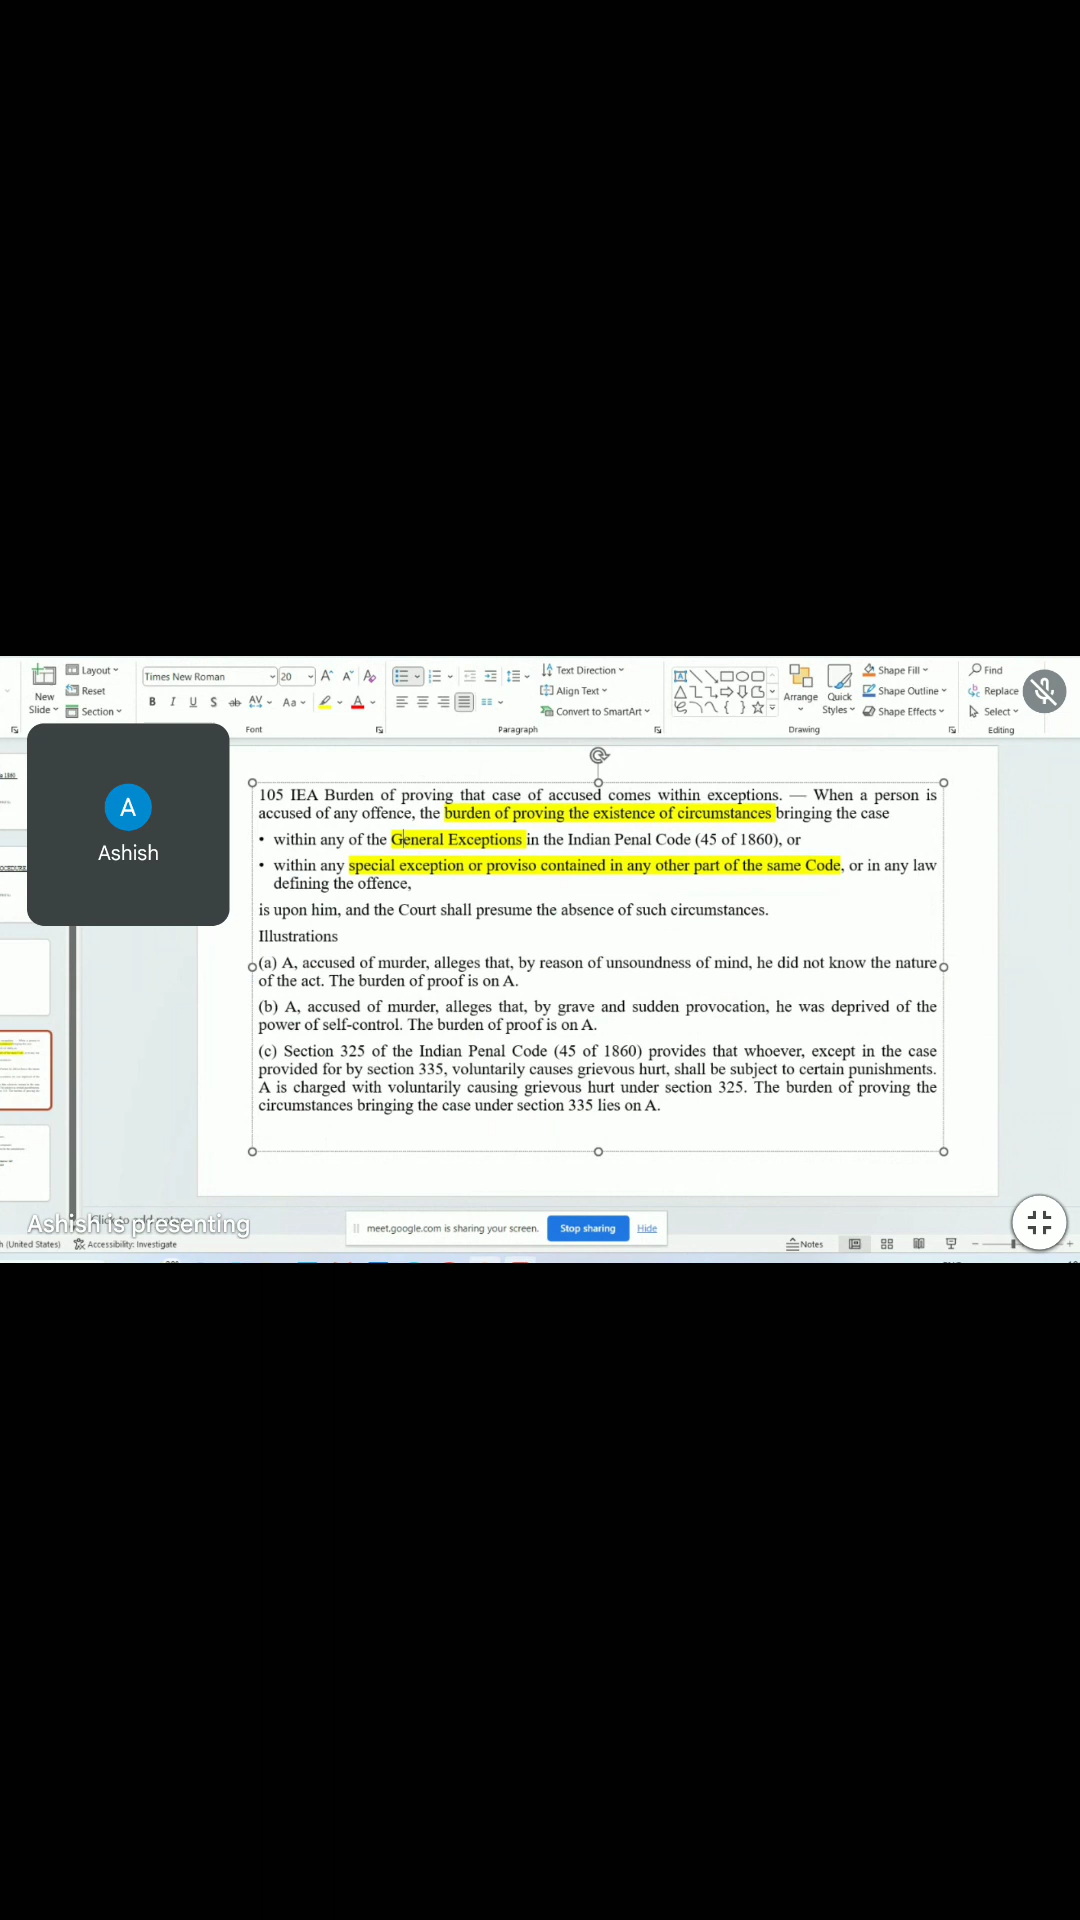 Layout
Reset
Section
New
Slide
Times New Roman
20
Text Direction
Align Text
Convert to SmartArt
Arrange
Quick
Styles
Shape Fill
Shape Outline
Shape Effects
Find
Replace
Select
Font
Paragraph
Drawing
Editing
A
Ashish
105 IEA Burden of proving that case of accused comes within exceptions. — When a person is
accused of any offence, the burden of proving the existence of circumstances bringing the case
• within any of the General Exceptions in the Indian Penal Code (45 of 1860), or
• within any special exception or proviso contained in any other part of the same Code, or in any law
defining the offence,
is upon him, and the Court shall presume the absence of such circumstances.
Illustrations
(a) A, accused of murder, alleges that, by reason of unsoundness of mind, he did not know the nature
of the act. The burden of proof is on A.
(b) A, accused of murder, alleges that, by grave and sudden provocation, he was deprived of the
power of self-control. The burden of proof is on A.
(c) Section 325 of the Indian Penal Code (45 of 1860) provides that whoever, except in the case
provided for by section 335, voluntarily causes grievous hurt, shall be subject to certain punishments.
A is charged with voluntarily causing grievous hurt under section 325. The burden of proving the
circumstances bringing the case under section 335 lies on A.
Ashish is presenting
meet.google.com is sharing your screen.
Stop sharing
Hide
(United States)
Accessibility: Investigate
Notes